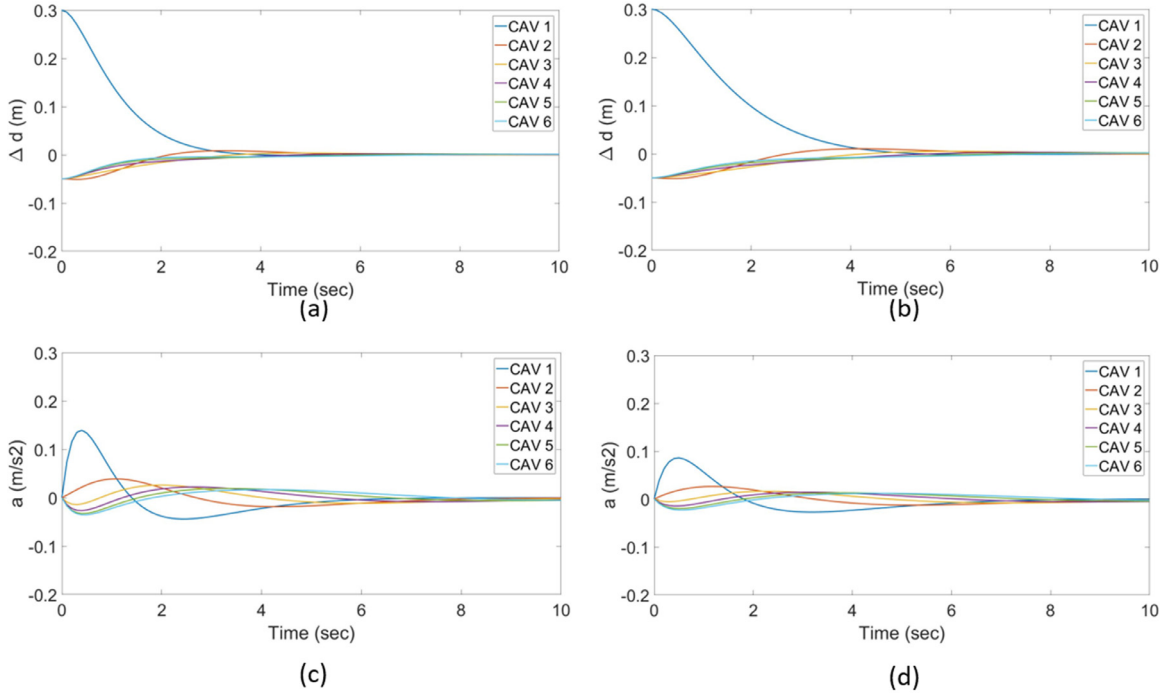 0.3
0.2
0.1
0
-0.1
-0.2
Δ d (m)
CAV 1
CAV 2
CAV 3
CAV 4
CAV 5
CAV 6
0 2 4 6 8 10
Time (sec)
(a)
0.3
0.2
0.1
0
-0.1
-0.2
Δ d (m)
CAV 1
CAV 2
CAV 3
CAV 4
CAV 5
CAV 6
0 2 4 6 8 10
Time (sec)
(b)
0.3
0.2
0.1
0
-0.1
-0.2
a (m/s2)
CAV 1
CAV 2
CAV 3
CAV 4
CAV 5
CAV 6
0 2 4 6 8 10
Time (sec)
(c)
0.3
0.2
0.1
0
-0.1
-0.2
a (m/s2)
CAV 1
CAV 2
CAV 3
CAV 4
CAV 5
CAV 6
0 2 4 6 8 10
Time (sec)
(d)